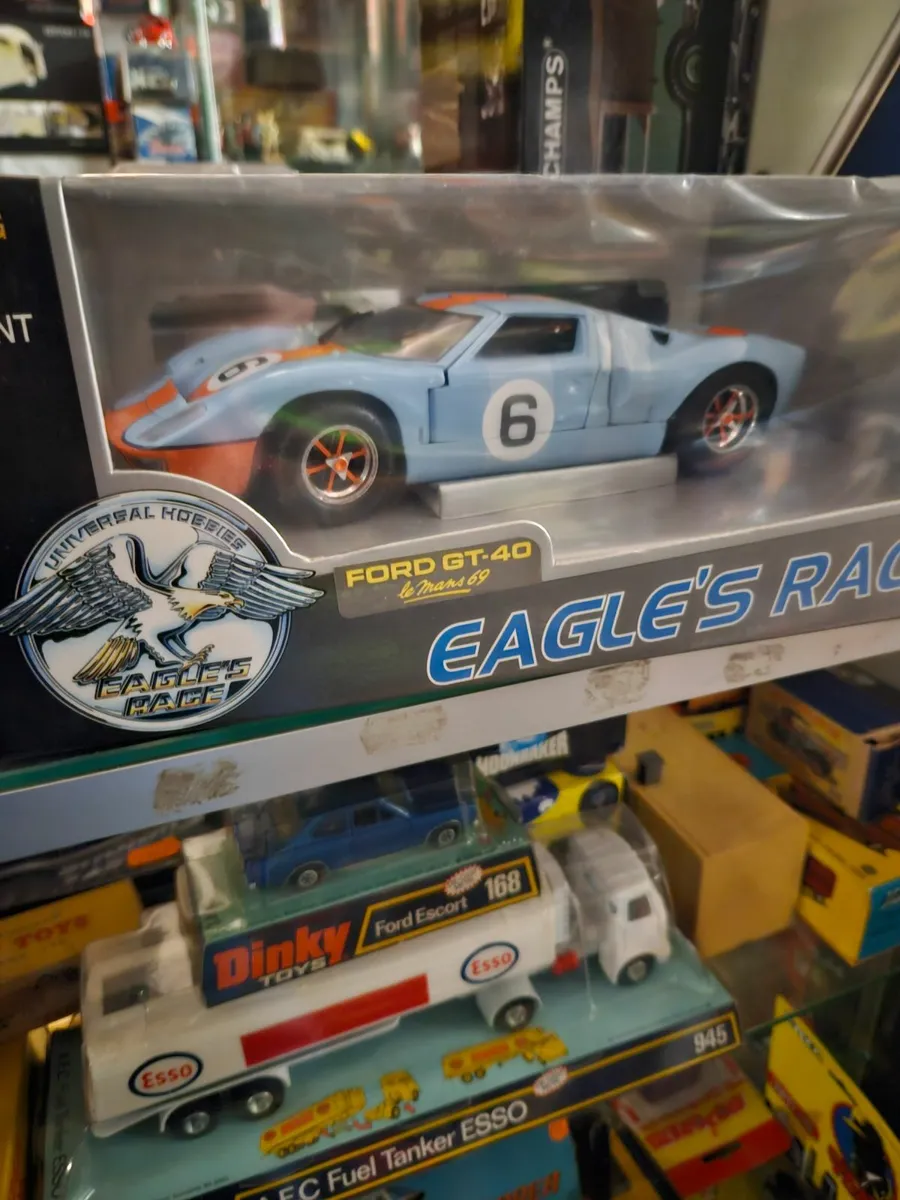 CHAMPS
NT
6
6
UNIVERSAL HOBBIES
EAGLE'S
RACE
FORD GT-40
le Mans 69
EAGLE'S RAC
TOYS
Dinky
TOYS
Ford Escort
168
Esso
Esso
945
A.E.C Fuel Tanker ESSO